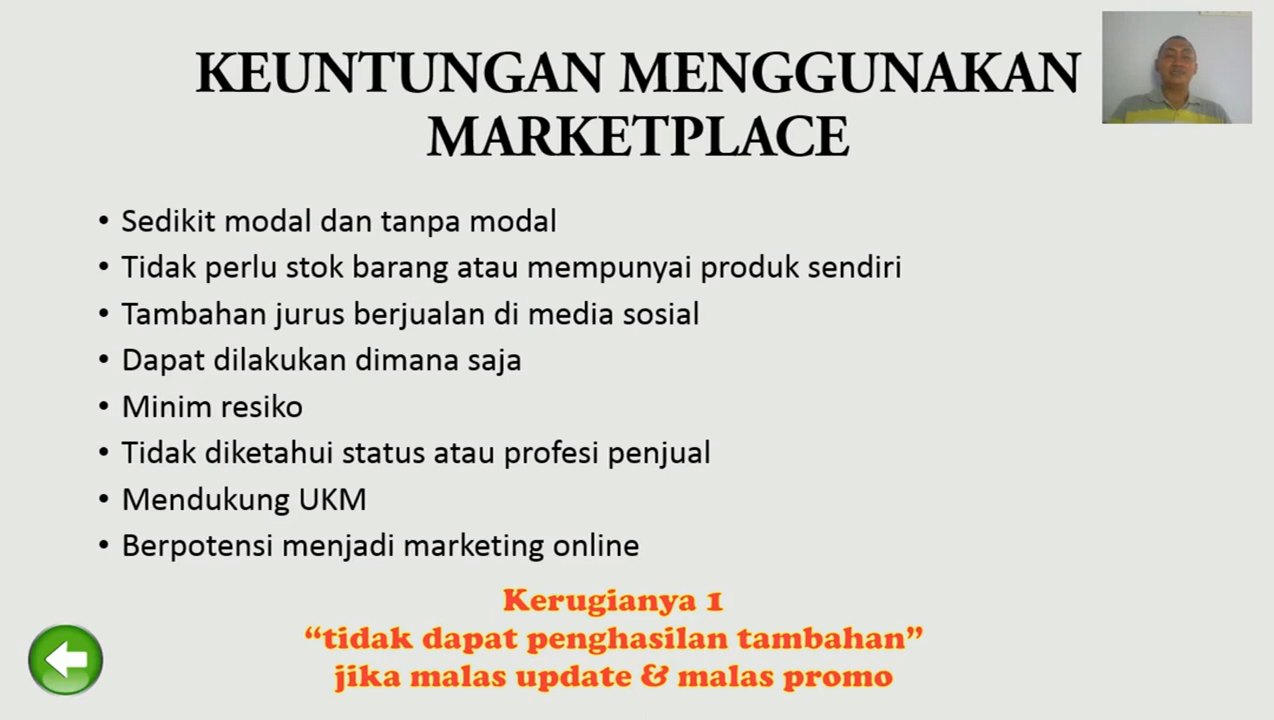 KEUNTUNGAN MENGGUNAKAN
MARKETPLACE
• Sedikit modal dan tanpa modal
• Tidak perlu stok barang atau mempunyai produk sendiri
• Tambahan jurus berjualan di media sosial
• Dapat dilakukan dimana saja
• Minim resiko
• Tidak diketahui status atau profesi penjual
• Mendukung UKM
• Berpotensi menjadi marketing online
Kerugianya 1
“tidak dapat penghasilan tambahan”
jika malas update & malas promo